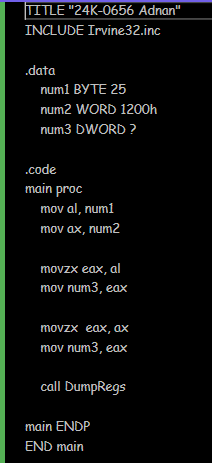 TITLE "24K-0656 Adnan"
INCLUDE Irvine32.inc
.data
num1 BYTE 25
num2 WORD 1200h
num3 DWORD ?
.code
main proc
mov al, num1
mov ax, num2
movzx eax, al
mov num3, eax
movzx  eax, ax
mov num3, eax
call DumpRegs
main ENDP
END main